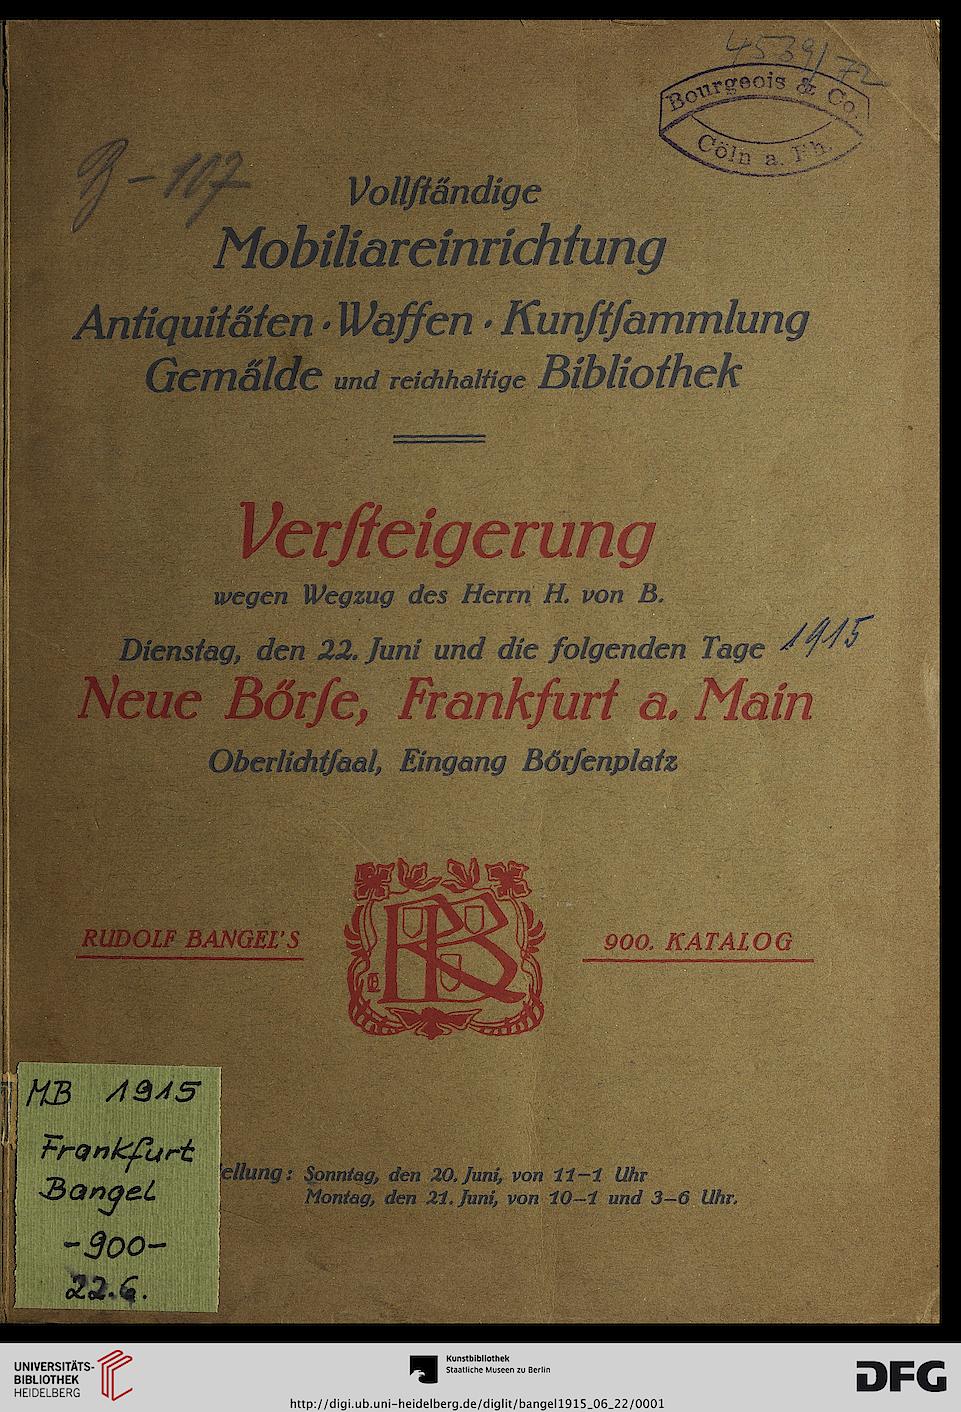 4539/72
Bourgeois & Co.
Cöln a. Rh.
B-107
Vollſtändige
Mobiliareinrichtung
Antiquitäten · Waffen · Kunſtſammlung
Gemälde und reichhaltige Bibliothek
Verſteigerung
wegen Wegzug des Herrn H. von B.
Dienstag, den 22. Juni und die folgenden Tage 1915
Neue Börſe, Frankfurt a. Main
Oberlichtſaal, Eingang Börſenplatz
RUDOLF BANGEL'S
RB
900. KATALOG
MB 1915
Frankfurt
Bangel
-900-
22.6.
ellung: Sonntag, den 20. Juni, von 11—1 Uhr
Montag, den 21. Juni, von 10—1 und 3—6 Uhr.
UNIVERSITÄTS-
BIBLIOTHEK
HEIDELBERG
Kunstbibliothek
Staatliche Museen zu Berlin
DFG
http://digi.ub.uni-heidelberg.de/diglit/bangel1915_06_22/0001